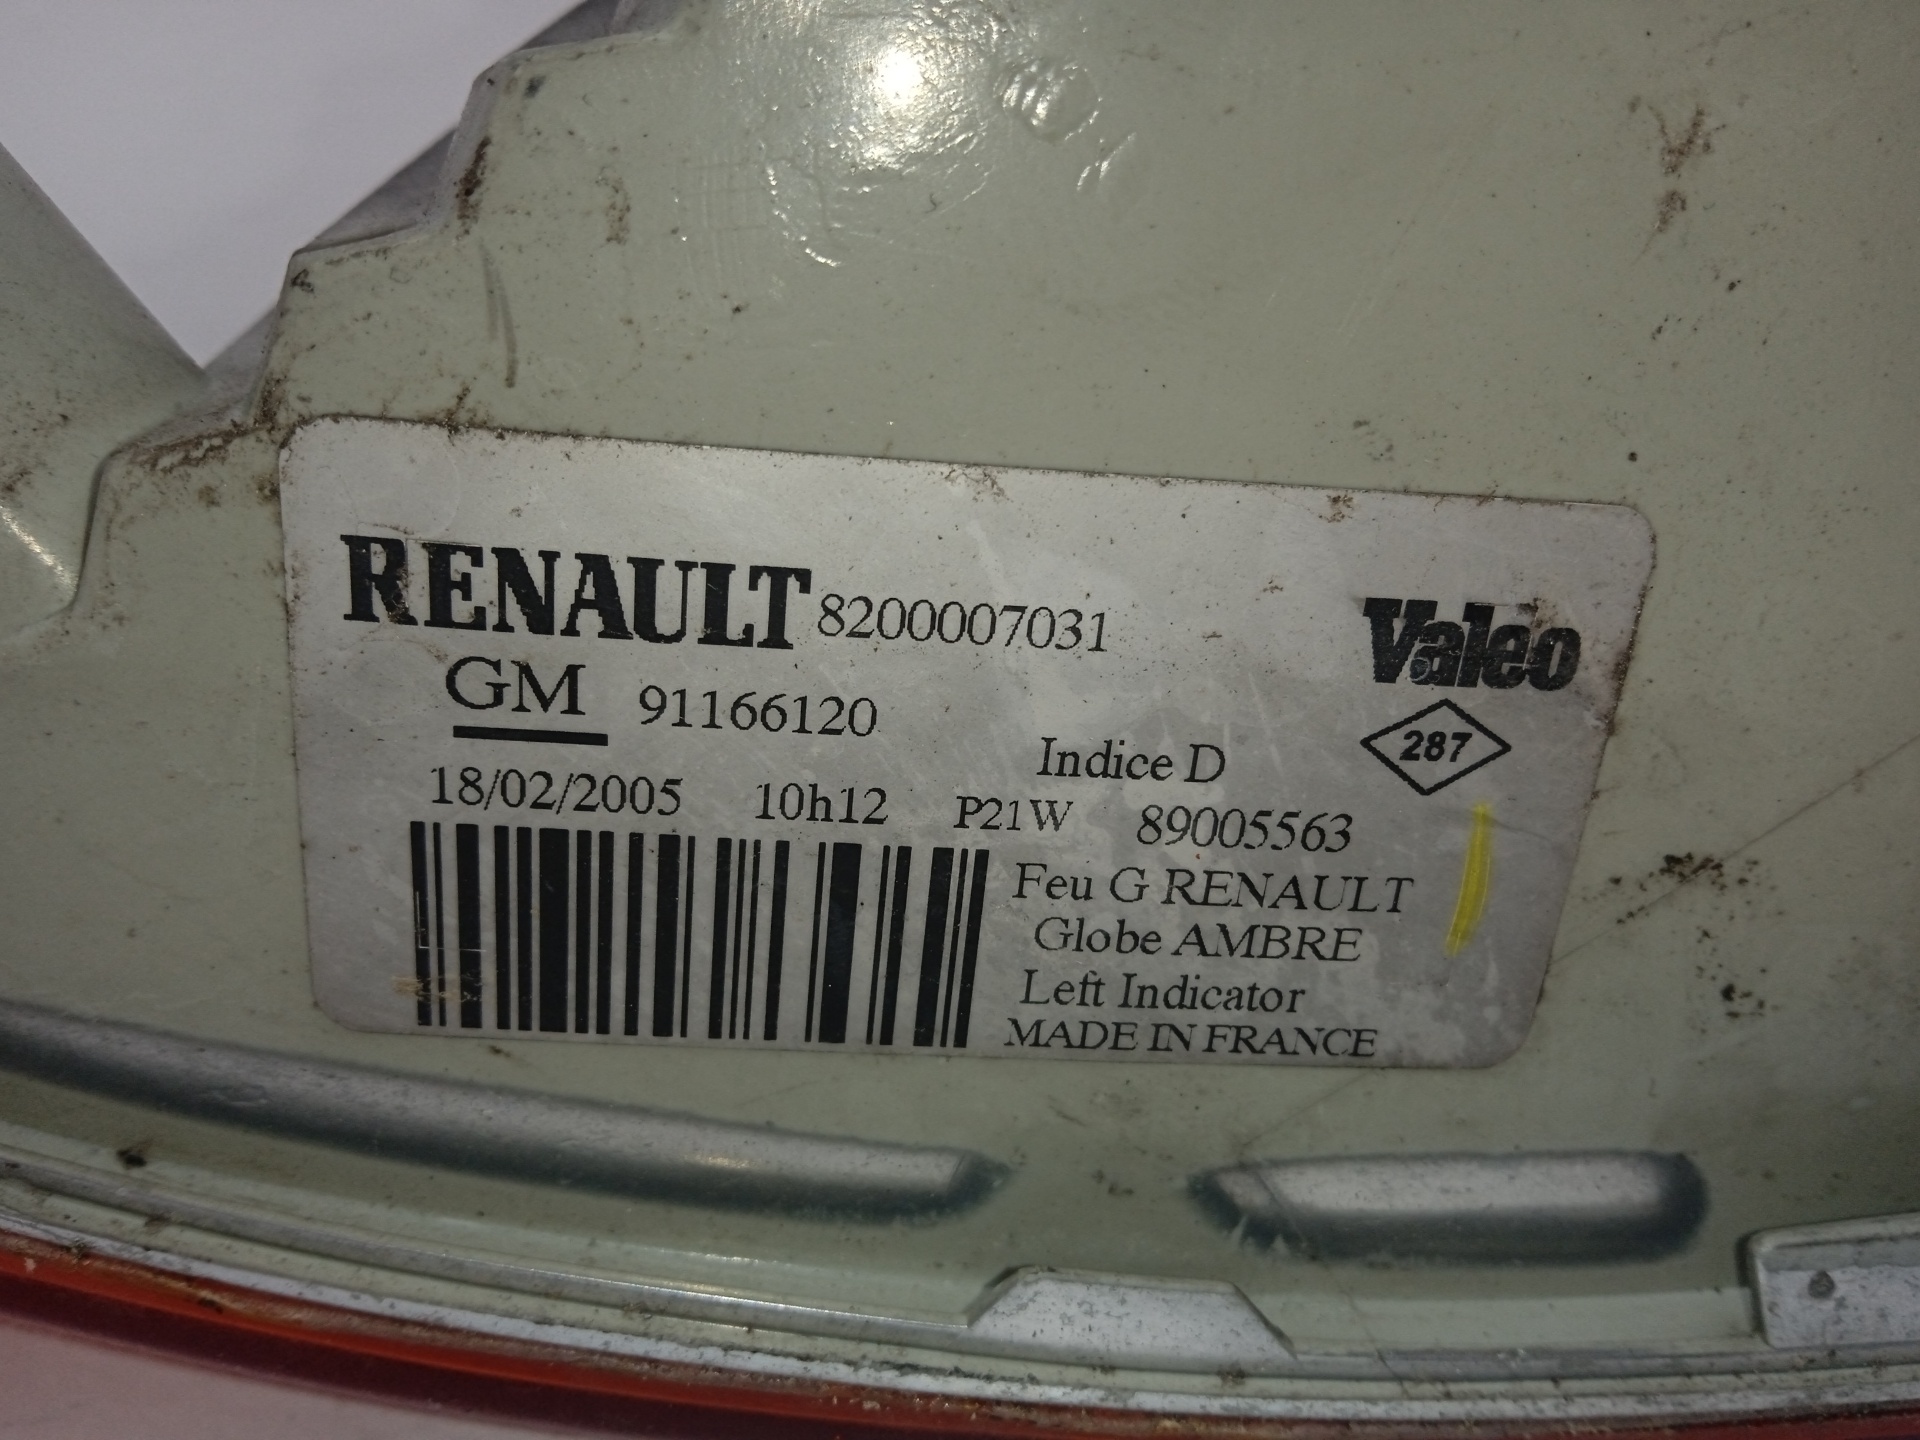 RENAULT 8200007031
Valeo
GM 91166120
287
Indice D
18/02/2005 10h12 P21W 89005563
Feu G RENAULT
Globe AMBRE
Left Indicator
MADE IN FRANCE